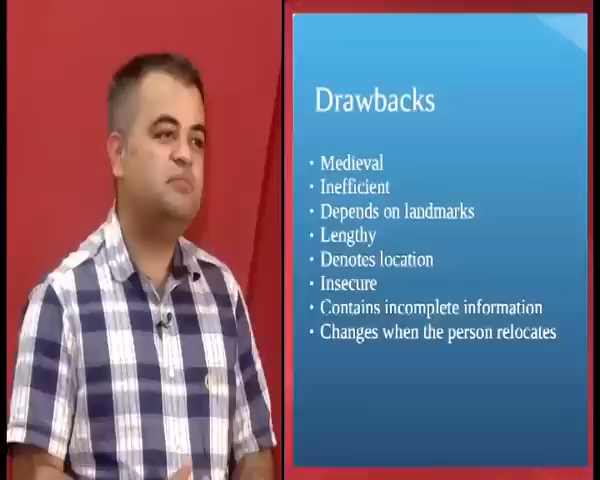 Drawbacks
• Medieval
• Inefficient
• Depends on landmarks
• Lengthy
• Denotes location
• Insecure
• Contains incomplete information
• Changes when the person relocates